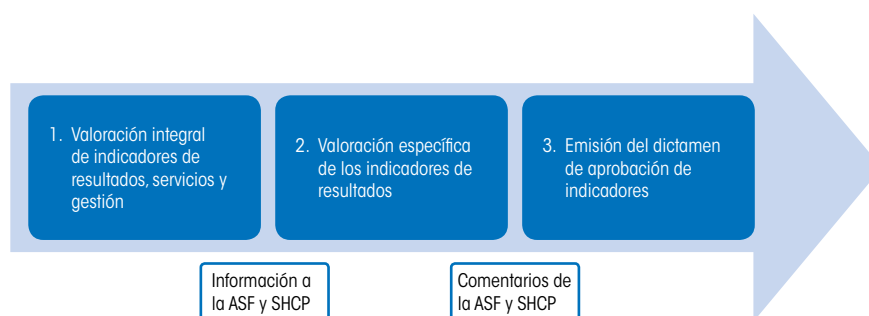 1. Valoración integral
de indicadores de
resultados, servicios y
gestión
2. Valoración específica
de los indicadores de
resultados
3. Emisión del dictamen
de aprobación de
indicadores
Información a
la ASF y SHCP
Comentarios de
la ASF y SHCP